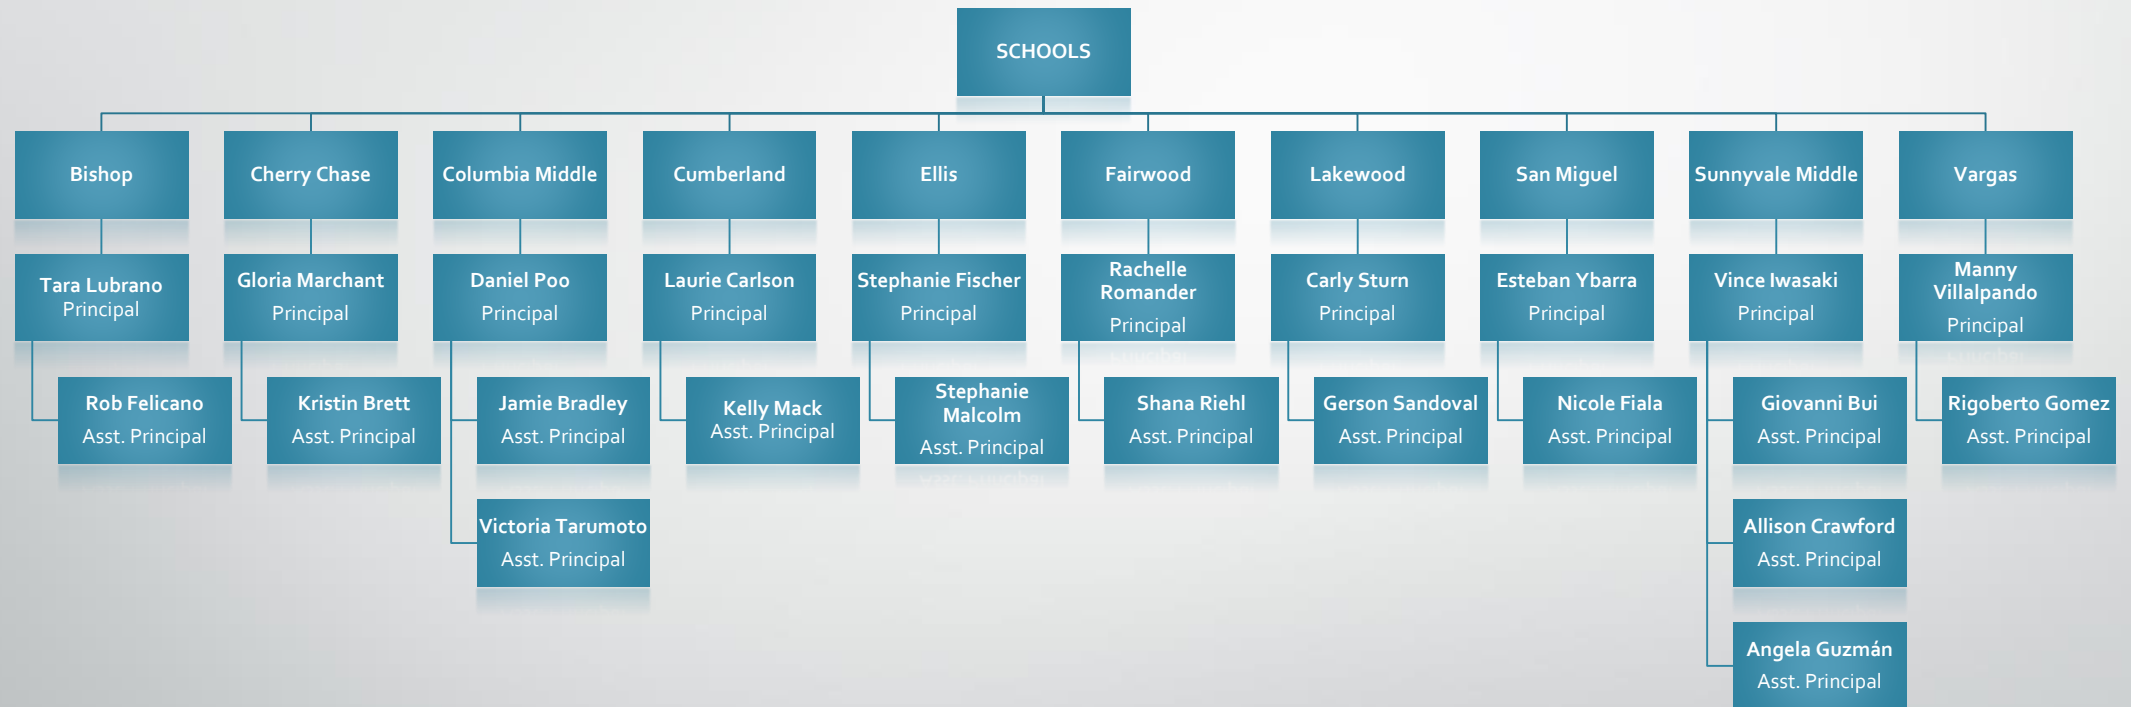 SCHOOLS
Bishop
Cherry Chase
Columbia Middle
Cumberland
Ellis
Fairwood
Lakewood
San Miguel
Sunnyvale Middle
Vargas
Tara Lubrano
Principal
Gloria Marchant
Principal
Daniel Poo
Principal
Laurie Carlson
Principal
Stephanie Fischer
Principal
Rachelle
Romander
Principal
Carly Sturn
Principal
Esteban Ybarra
Principal
Vince Iwasaki
Principal
Manny
Villalpando
Principal
Rob Felicano
Asst. Principal
Kristin Brett
Asst. Principal
Jamie Bradley
Asst. Principal
Kelly Mack
Asst. Principal
Stephanie
Malcolm
Asst. Principal
Shana Riehl
Asst. Principal
Gerson Sandoval
Asst. Principal
Nicole Fiala
Asst. Principal
Giovanni Bui
Asst. Principal
Rigoberto Gomez
Asst. Principal
Victoria Tarumoto
Asst. Principal
Allison Crawford
Asst. Principal
Angela Guzmán
Asst. Principal